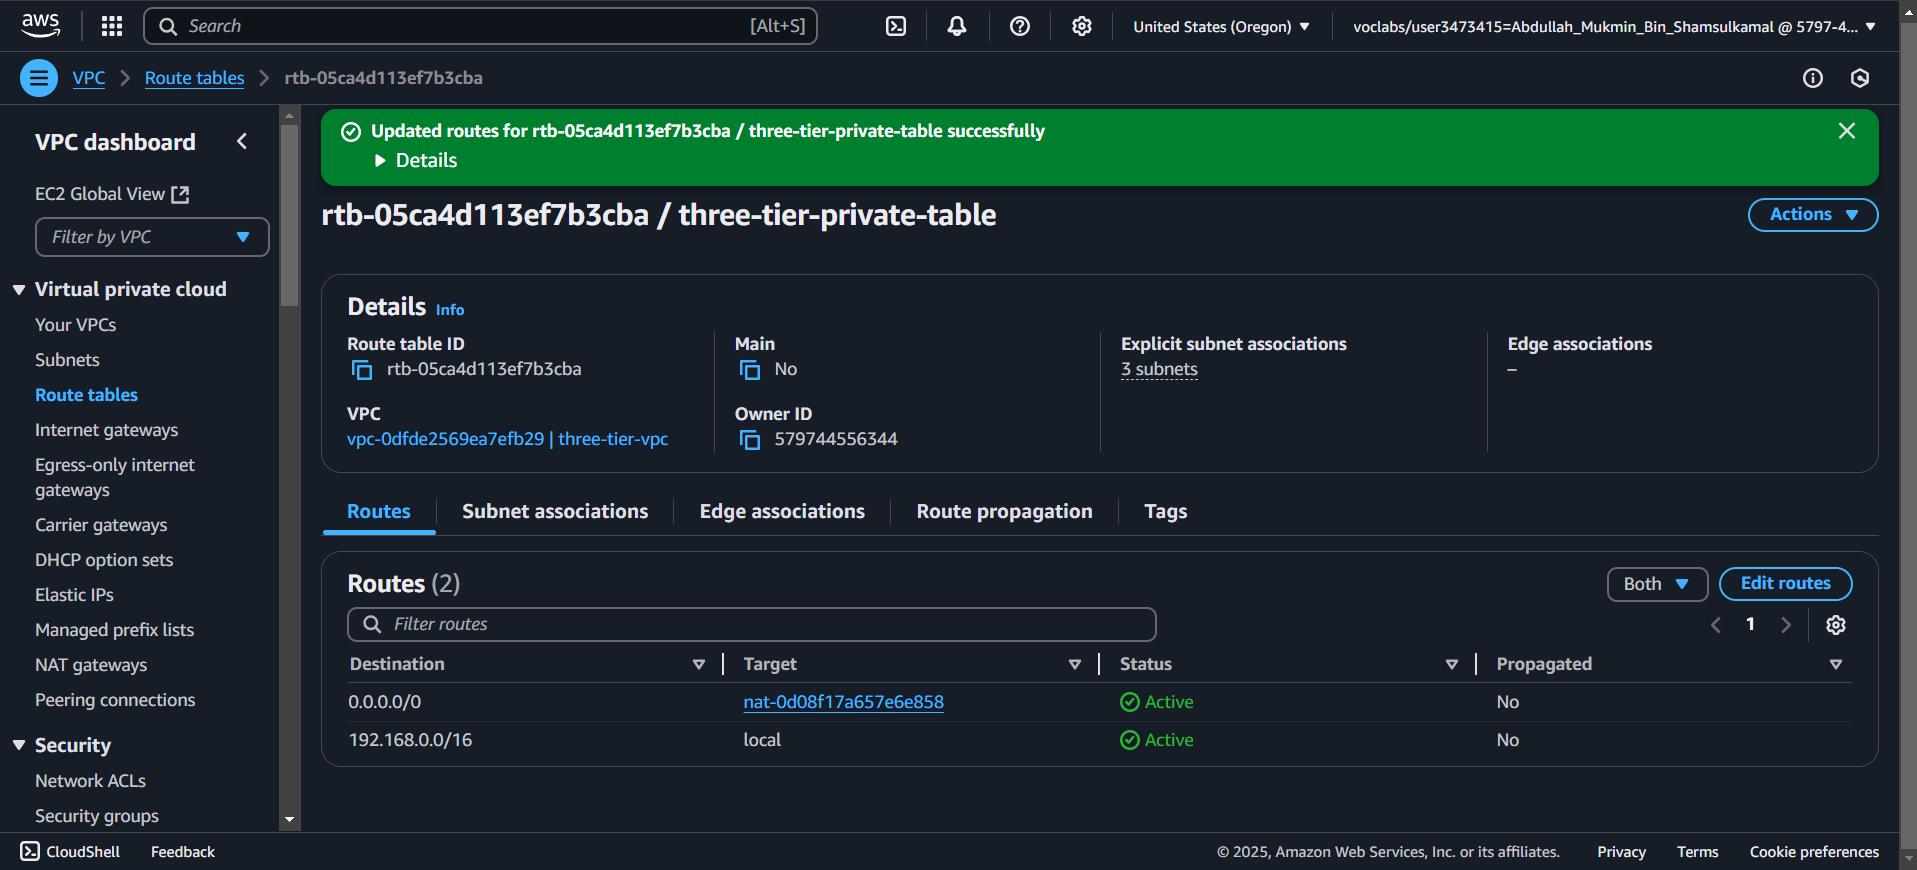 aws
Search
[Alt+S]
United States (Oregon)
voclabs/user3473415=Abdullah_Mukmin_Bin_Shamsulkamal @ 5797-4...
VPC
Route tables
rtb-05ca4d113ef7b3cba
VPC dashboard
EC2 Global View
Filter by VPC
Virtual private cloud
Your VPCs
Subnets
Route tables
Internet gateways
Egress-only internet
gateways
Carrier gateways
DHCP option sets
Elastic IPs
Managed prefix lists
NAT gateways
Peering connections
Security
Network ACLs
Security groups
Updated routes for rtb-05ca4d113ef7b3cba / three-tier-private-table successfully
Details
rtb-05ca4d113ef7b3cba / three-tier-private-table
Actions
Details Info
Route table ID
rtb-05ca4d113ef7b3cba
Main
No
Explicit subnet associations
3 subnets
Edge associations
–
VPC
vpc-0dfde2569ea7efb29 | three-tier-vpc
Owner ID
579744556344
Routes
Subnet associations
Edge associations
Route propagation
Tags
Routes (2)
Both
Edit routes
Filter routes
1
Destination Target Status Propagated
0.0.0.0/0 nat-0d08f17a657e6e858 Active No
192.168.0.0/16 local Active No
CloudShell
Feedback
© 2025, Amazon Web Services, Inc. or its affiliates.
Privacy
Terms
Cookie preferences